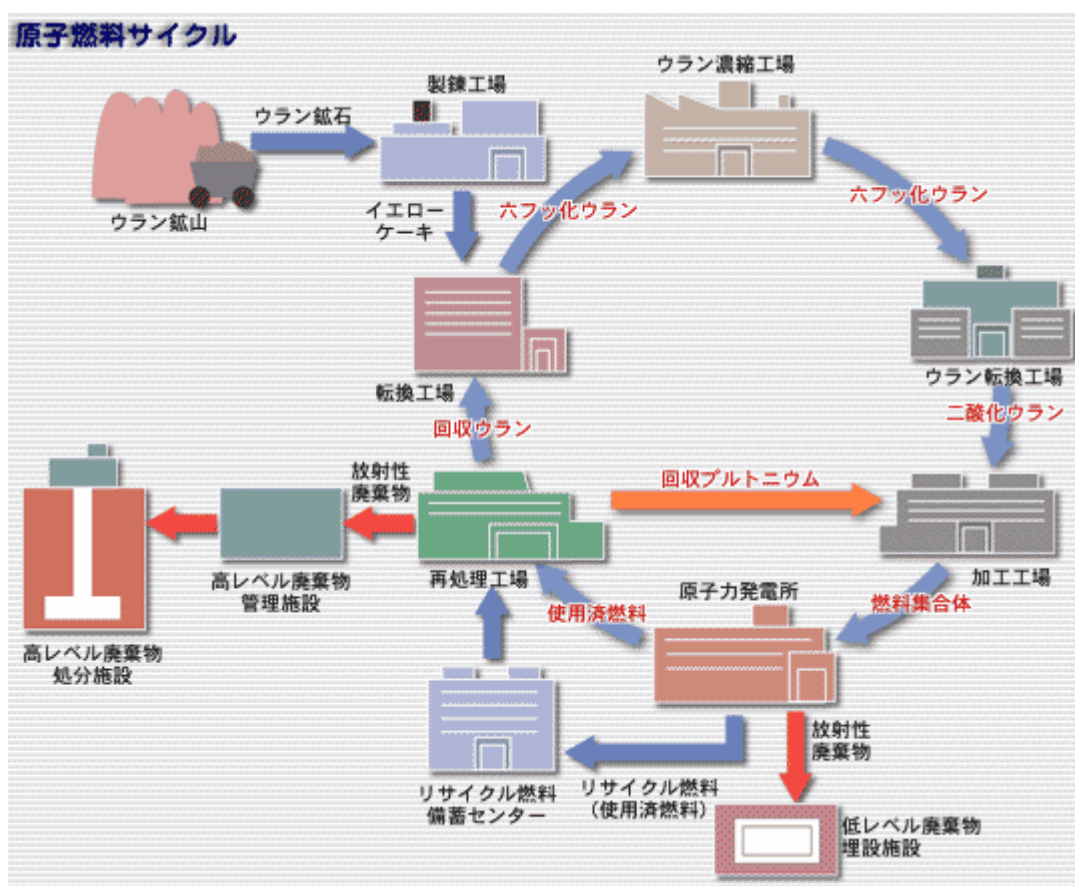 原子燃料サイクル
ウラン濃縮工場
製錬工場
ウラン鉱石
ウラン鉱山
イエロー
ケーキ
六フッ化ウラン
六フッ化ウラン
転換工場
ウラン転換工場
回収ウラン
二酸化ウラン
放射性
廃棄物
回収プルトニウム
高レベル廃棄物
管理施設
再処理工場
加工工場
原子力発電所
使用済燃料
燃料集合体
高レベル廃棄物
処分施設
放射性
廃棄物
リサイクル燃料
備蓄センター
リサイクル燃料
(使用済燃料)
低レベル廃棄物
埋設施設